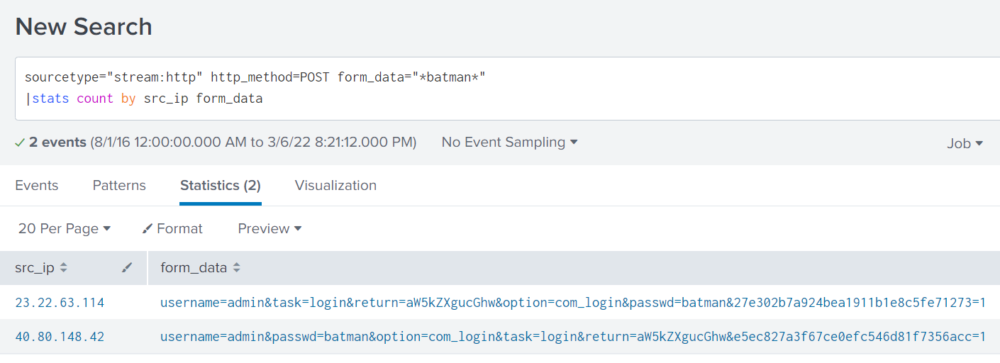 New Search
sourcetype="stream:http" http_method=POST form_data="*batman*"
|stats count by src_ip form_data
2 events (8/1/16 12:00:00.000 AM to 3/6/22 8:21:12.000 PM) No Event Sampling
Job
Events Patterns Statistics (2) Visualization
20 Per Page Format Preview
src_ip form_data
23.22.63.114 username=admin&task=login&return=aW5kZXgucGhw&option=com_login&passwd=batman&27e302b7a924bea1911b1e8c5fe71273=1
40.80.148.42 username=admin&passwd=batman&option=com_login&task=login&return=aW5kZXgucGhw&e5ec827a3f67ce0efc546d81f7356acc=1